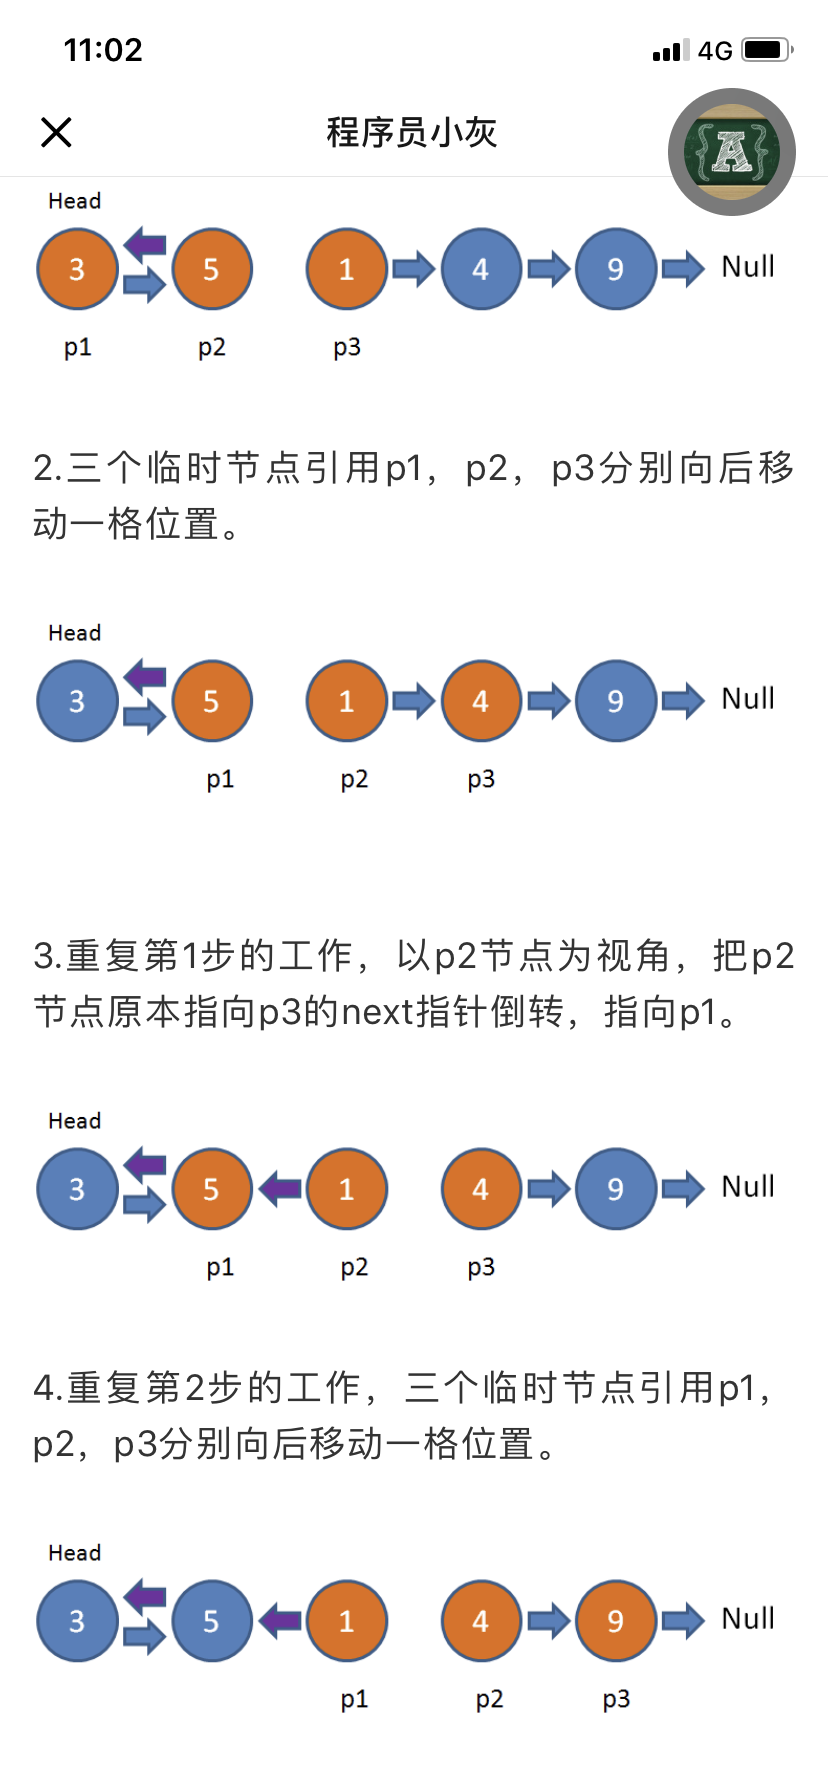 11:02
4G
程序员小灰
A
Head
3 5 1 4 9 Null
p1 p2 p3
2.三个临时节点引用p1，p2，p3分别向后移
动一格位置。
Head
3 5 1 4 9 Null
p1 p2 p3
3.重复第1步的工作，以p2节点为视角，把p2
节点原本指向p3的next指针倒转，指向p1。
Head
3 5 1 4 9 Null
p1 p2 p3
4.重复第2步的工作，三个临时节点引用p1，
p2，p3分别向后移动一格位置。
Head
3 5 1 4 9 Null
p1 p2 p3